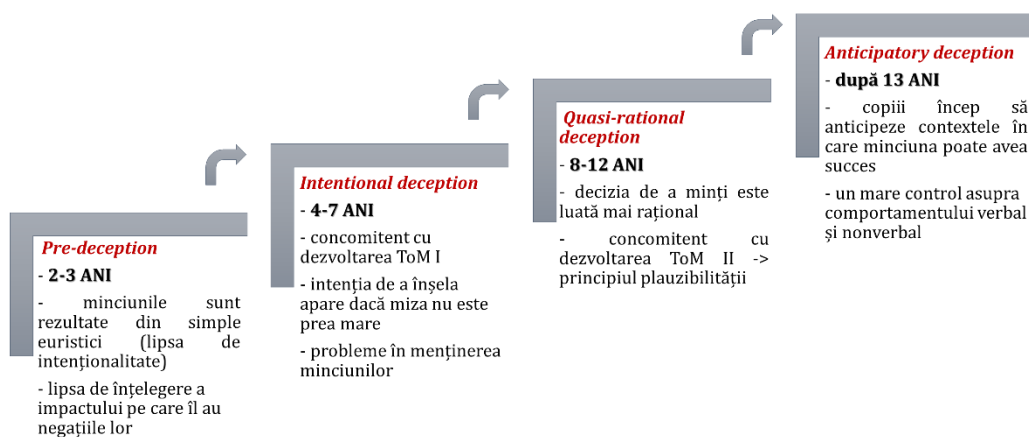 Pre-deception
- 2-3 ANI
- minciunile sunt
rezultate din simple
euristici (lipsa de
intenționalitate)
- lipsa de înțelegere a
impactului pe care îl au
negațiile lor
Intentional deception
- 4-7 ANI
- concomitent cu
dezvoltarea ToM I
- intenția de a înșela
apare dacă miza nu este
prea mare
- probleme în menținerea
minciunilor
Quasi-rational
deception
- 8-12 ANI
- decizia de a minți este
luată mai rațional
- concomitent cu
dezvoltarea ToM II ->
principiul plauzibilității
Anticipatory deception
- după 13 ANI
- copiii încep să
anticipeze contextele în
care minciuna poate avea
succes
- un mare control asupra
comportamentului verbal
și nonverbal